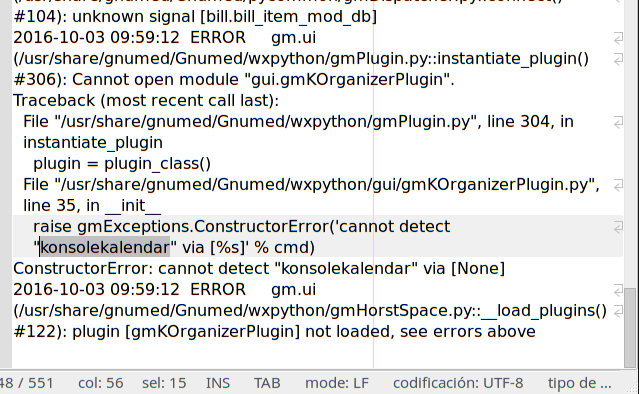 #104): unknown signal [bill.bill_item_mod_db]
2016-10-03 09:59:12 ERROR gm.ui
(/usr/share/gnumed/Gnumed/wxpython/gmPlugin.py::instantiate_plugin()
#306): Cannot open module "gui.gmKOrganizerPlugin".
Traceback (most recent call last):
File "/usr/share/gnumed/Gnumed/wxpython/gmPlugin.py", line 304, in
instantiate_plugin
plugin = plugin_class()
File "/usr/share/gnumed/Gnumed/wxpython/gui/gmKOrganizerPlugin.py",
line 35, in __init__
raise gmExceptions.ConstructorError('cannot detect
"konsolekalendar" via [%s]' % cmd)
ConstructorError: cannot detect "konsolekalendar" via [None]
2016-10-03 09:59:12 ERROR gm.ui
(/usr/share/gnumed/Gnumed/wxpython/gmHorstSpace.py::__load_plugins()
#122): plugin [gmKOrganizerPlugin] not loaded, see errors above
48 / 551 col: 56 sel: 15 INS TAB mode: LF codificación: UTF-8 tipo de ...